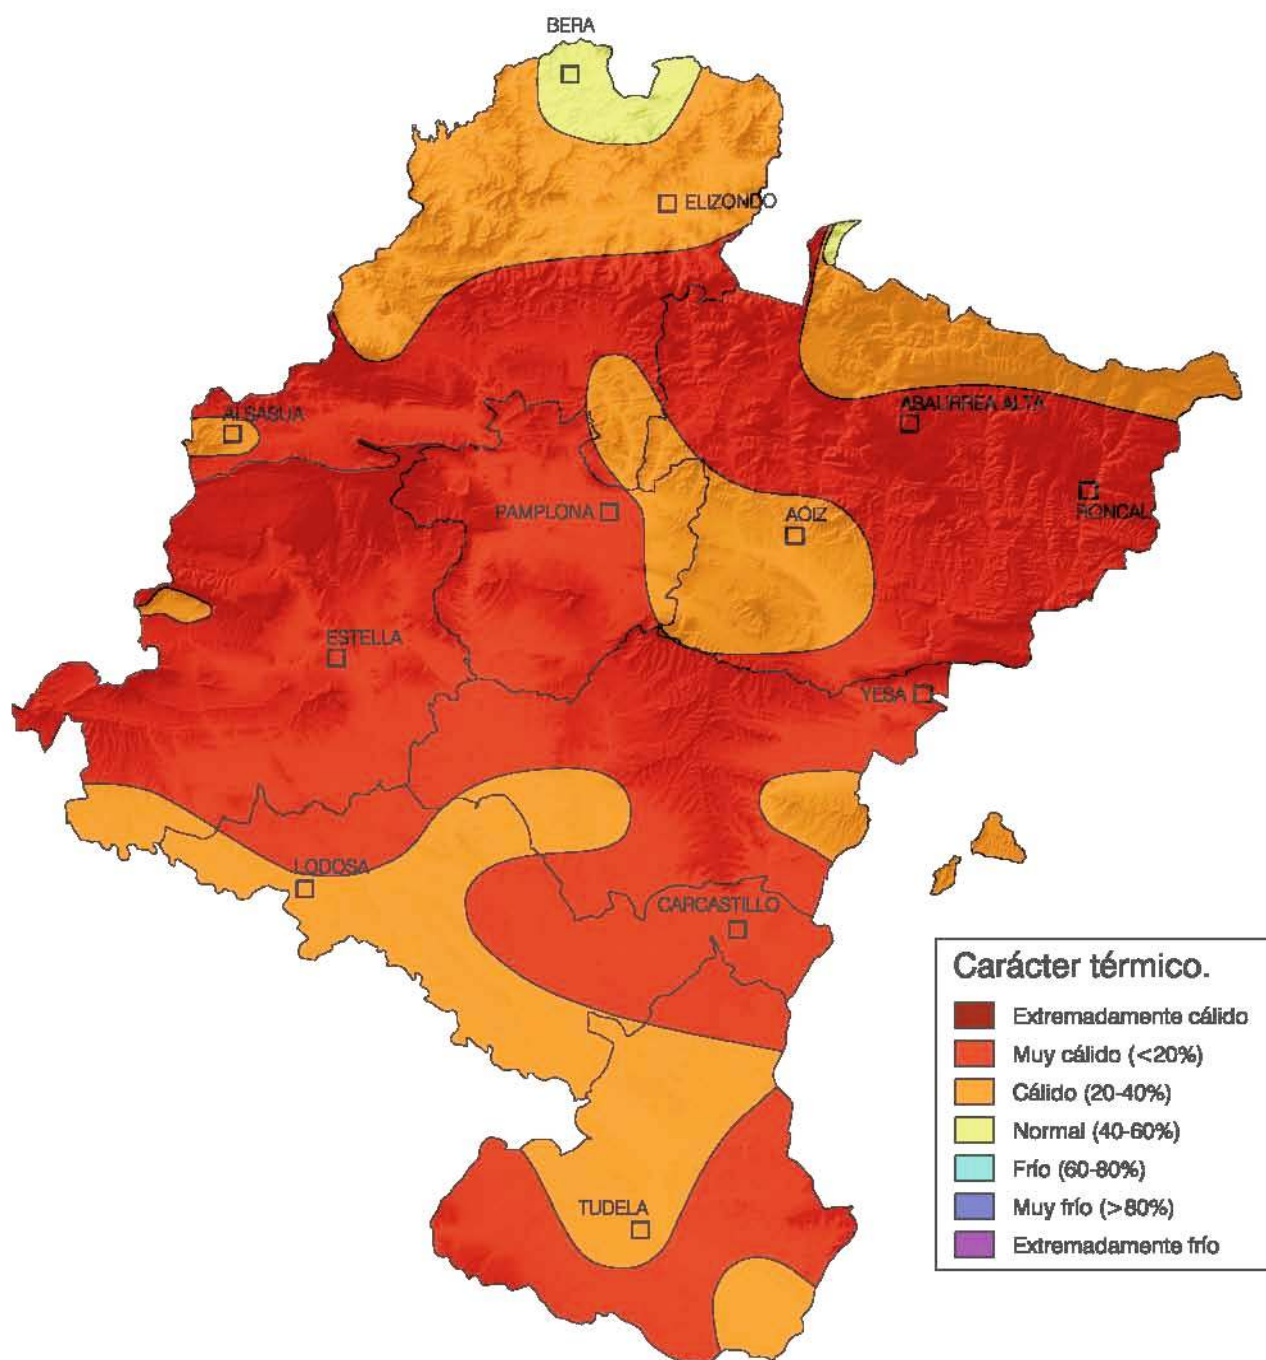 BERA
ELIZONDO
ALSASUA
ABAURREA ALTA
PAMPLONA
AOIZ
RONCAL
ESTELLA
YESA
LODOSA
CARCASTILLO
TUDELA
Carácter térmico.
Extremadamente cálido
Muy cálido (<20%)
Cálido (20-40%)
Normal (40-60%)
Frío (60-80%)
Muy frío (>80%)
Extremadamente frío